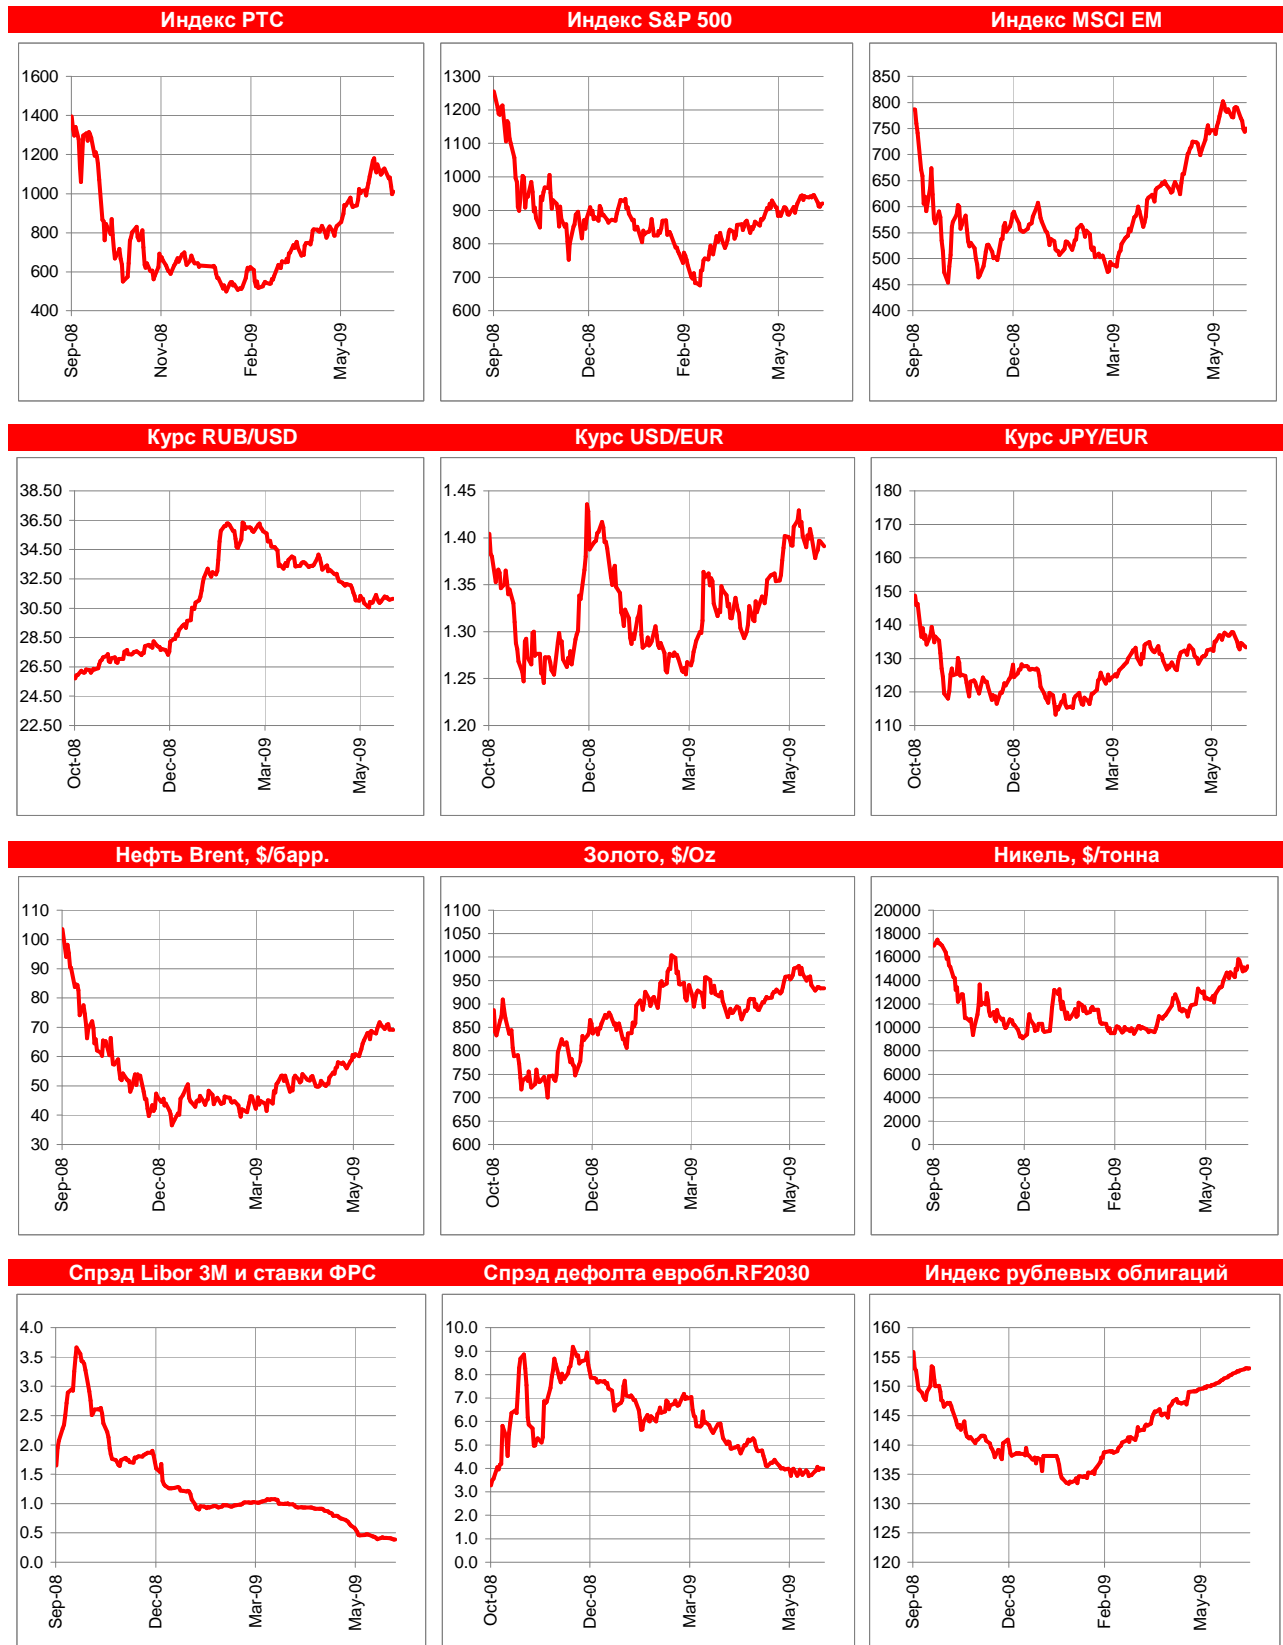 Индекс РТС
Индекс S&P 500
Индекс MSCI EM
1600
1400
1200
1000
800
600
400
Sep-08
Nov-08
Feb-09
May-09
1300
1200
1100
1000
900
800
700
600
Sep-08
Dec-08
Feb-09
May-09
850
800
750
700
650
600
550
500
450
400
Sep-08
Dec-08
Mar-09
May-09
Курс RUB/USD
Курс USD/EUR
Курс JPY/EUR
38.50
36.50
34.50
32.50
30.50
28.50
26.50
24.50
22.50
Oct-08
Dec-08
Mar-09
May-09
1.45
1.40
1.35
1.30
1.25
1.20
Oct-08
Dec-08
Mar-09
May-09
180
170
160
150
140
130
120
110
Oct-08
Dec-08
Mar-09
May-09
Нефть Brent, $/барр.
Золото, $/Oz
Никель, $/тонна
110
100
90
80
70
60
50
40
30
Sep-08
Dec-08
Mar-09
May-09
1100
1050
1000
950
900
850
800
750
700
650
600
Oct-08
Dec-08
Mar-09
May-09
20000
18000
16000
14000
12000
10000
8000
6000
4000
2000
0
Sep-08
Dec-08
Feb-09
May-09
Спрэд Libor 3M и ставки ФРС
Спрэд дефолта евробл.RF2030
Индекс рублевых облигаций
4.0
3.5
3.0
2.5
2.0
1.5
1.0
0.5
0.0
Sep-08
Dec-08
Mar-09
May-09
10.0
9.0
8.0
7.0
6.0
5.0
4.0
3.0
2.0
1.0
0.0
Oct-08
Dec-08
Mar-09
May-09
160
155
150
145
140
135
130
125
120
Sep-08
Dec-08
Feb-09
May-09